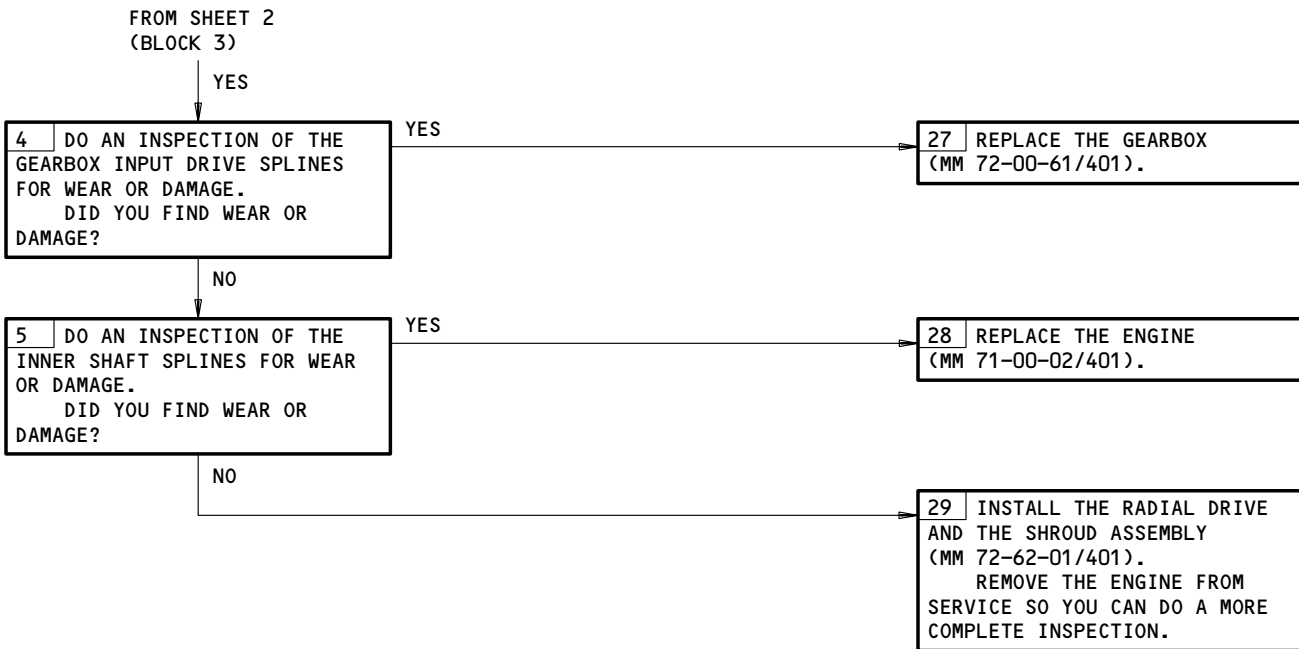 FROM SHEET 2
(BLOCK 3)
YES
4 DO AN INSPECTION OF THE
GEARBOX INPUT DRIVE SPLINES
FOR WEAR OR DAMAGE.
DID YOU FIND WEAR OR
DAMAGE?
YES
27 REPLACE THE GEARBOX
(MM 72-00-61/401).
NO
5 DO AN INSPECTION OF THE
INNER SHAFT SPLINES FOR WEAR
OR DAMAGE.
DID YOU FIND WEAR OR
DAMAGE?
YES
28 REPLACE THE ENGINE
(MM 71-00-02/401).
NO
29 INSTALL THE RADIAL DRIVE
AND THE SHROUD ASSEMBLY
(MM 72-62-01/401).
REMOVE THE ENGINE FROM
SERVICE SO YOU CAN DO A MORE
COMPLETE INSPECTION.